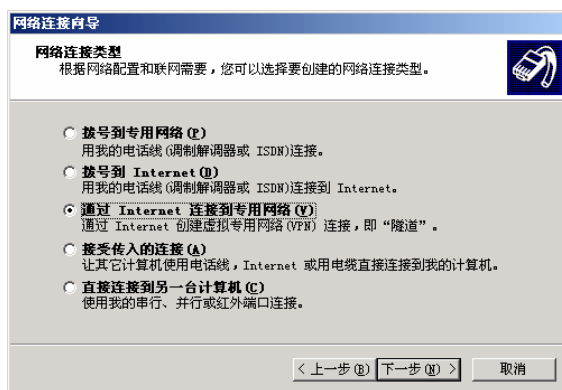 网络连接向导
网络连接类型
根据网络配置和联网需要，您可以选择要创建的网络连接类型。
拨号到专用网络(P)
用我的电话线(调制解调器或 ISDN)连接。
拨号到 Internet(D)
用我的电话线(调制解调器或 ISDN)连接到 Internet。
通过 Internet 连接到专用网络(V)
通过 Internet 创建虚拟专用网络(VPN) 连接，即“隧道”。
接受传入的连接(A)
让其它计算机使用电话线，Internet 或用电缆直接连接到我的计算机。
直接连接到另一台计算机(C)
使用我的串行、并行或红外端口连接。
< 上一步(B) 下一步(N) > 取消